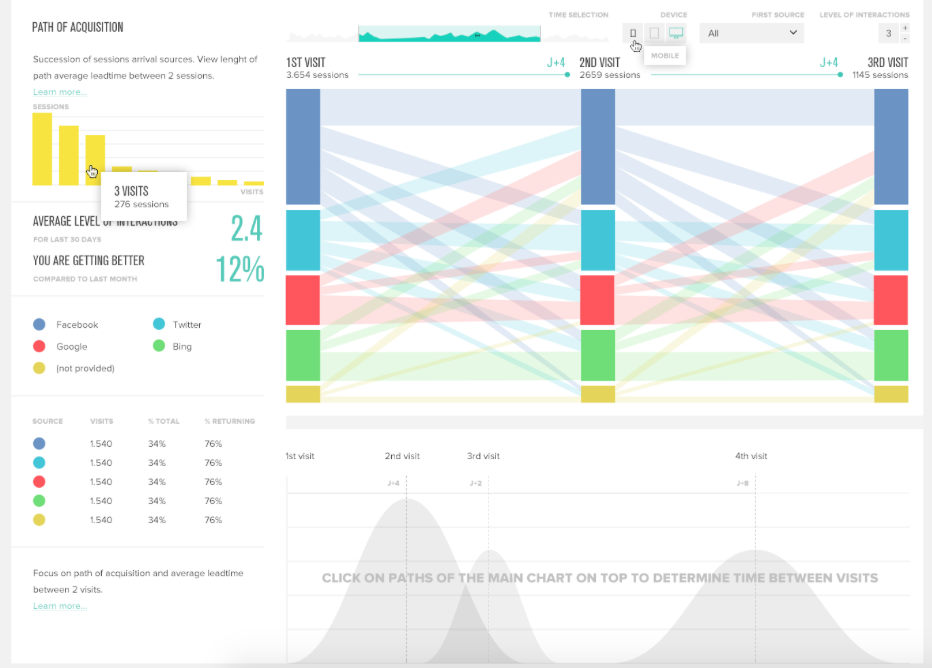 PATH OF ACQUISITION
Succession of sessions arrival sources. View lenght of
path average leadtime between 2 sessions.
Learn more...
SESSIONS
VISITS
3 VISITS
276 sessions
AVERAGE LEVEL OF INTERACTIONS
2.4
FOR LAST 30 DAYS
YOU ARE GETTING BETTER
12%
COMPARED TO LAST MONTH
Facebook
Twitter
Google
Bing
(not provided)
SOURCE VISITS % TOTAL % RETURNING
1.540 34% 76%
1.540 34% 76%
1.540 34% 76%
1.540 34% 76%
1.540 34% 76%
Focus on path of acquisition and average leadtime
between 2 visits.
Learn more...
TIME SELECTION
DEVICE
FIRST SOURCE
LEVEL OF INTERACTIONS
All
3
+
-
MOBILE
1ST VISIT
3.654 sessions
J+4
2ND VISIT
2659 sessions
J+4
3RD VISIT
1145 sessions
1st visit
2nd visit
3rd visit
4th visit
J+4
J+2
J+8
CLICK ON PATHS OF THE MAIN CHART ON TOP TO DETERMINE TIME BETWEEN VISITS